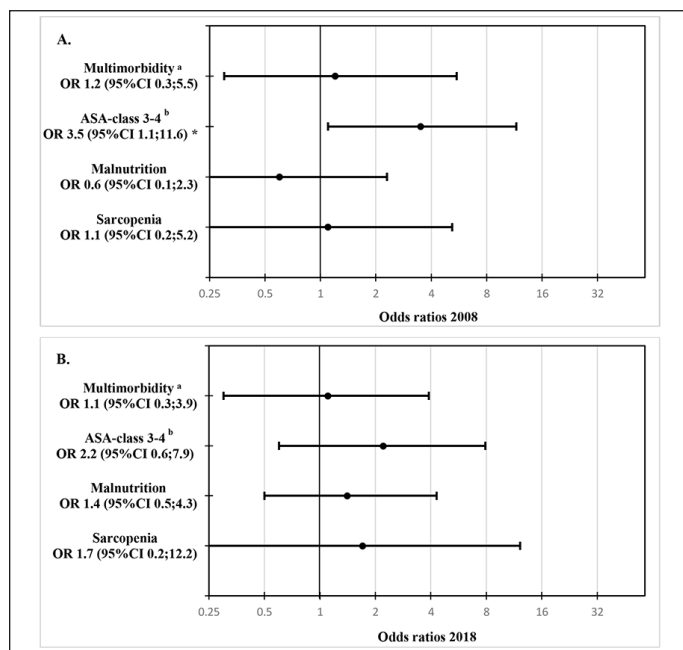 A.
Multimorbidity a
OR 1.2 (95%CI 0.3;5.5)
ASA-class 3-4 b
OR 3.5 (95%CI 1.1;11.6) *
Malnutrition
OR 0.6 (95%CI 0.1;2.3)
Sarcopenia
OR 1.1 (95%CI 0.2;5.2)
0.25 0.5 1 2 4 8 16 32
Odds ratios 2008
B.
Multimorbidity a
OR 1.1 (95%CI 0.3;3.9)
ASA-class 3-4 b
OR 2.2 (95%CI 0.6;7.9)
Malnutrition
OR 1.4 (95%CI 0.5;4.3)
Sarcopenia
OR 1.7 (95%CI 0.2;12.2)
0.25 0.5 1 2 4 8 16 32
Odds ratios 2018